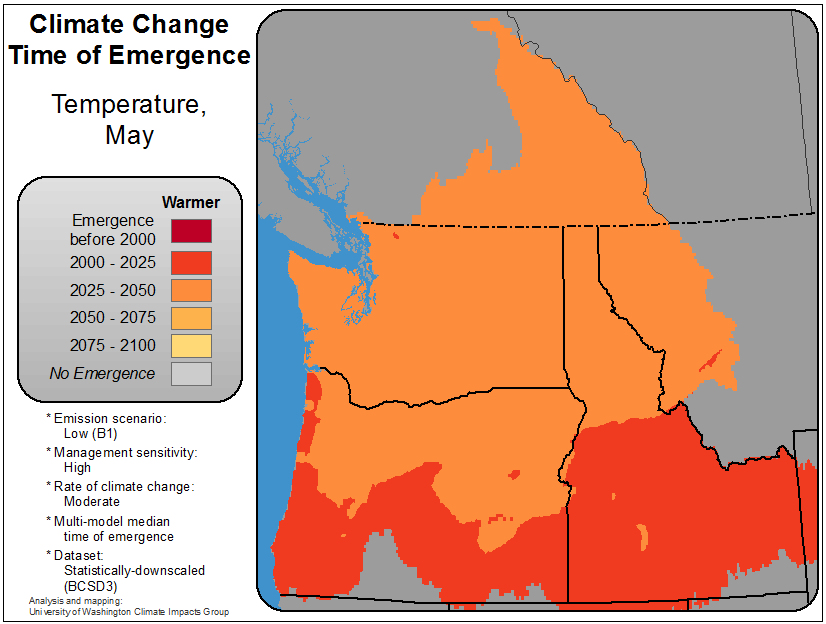 Climate Change
Time of Emergence
Temperature,
May
Warmer
Emergence
before 2000
2000 - 2025
2025 - 2050
2050 - 2075
2075 - 2100
No Emergence
* Emission scenario:
Low (B1)
* Management sensitivity:
High
* Rate of climate change:
Moderate
* Multi-model median
time of emergence
* Dataset:
Statistically-downscaled
(BCSD3)
Analysis and mapping:
University of Washington Climate Impacts Group